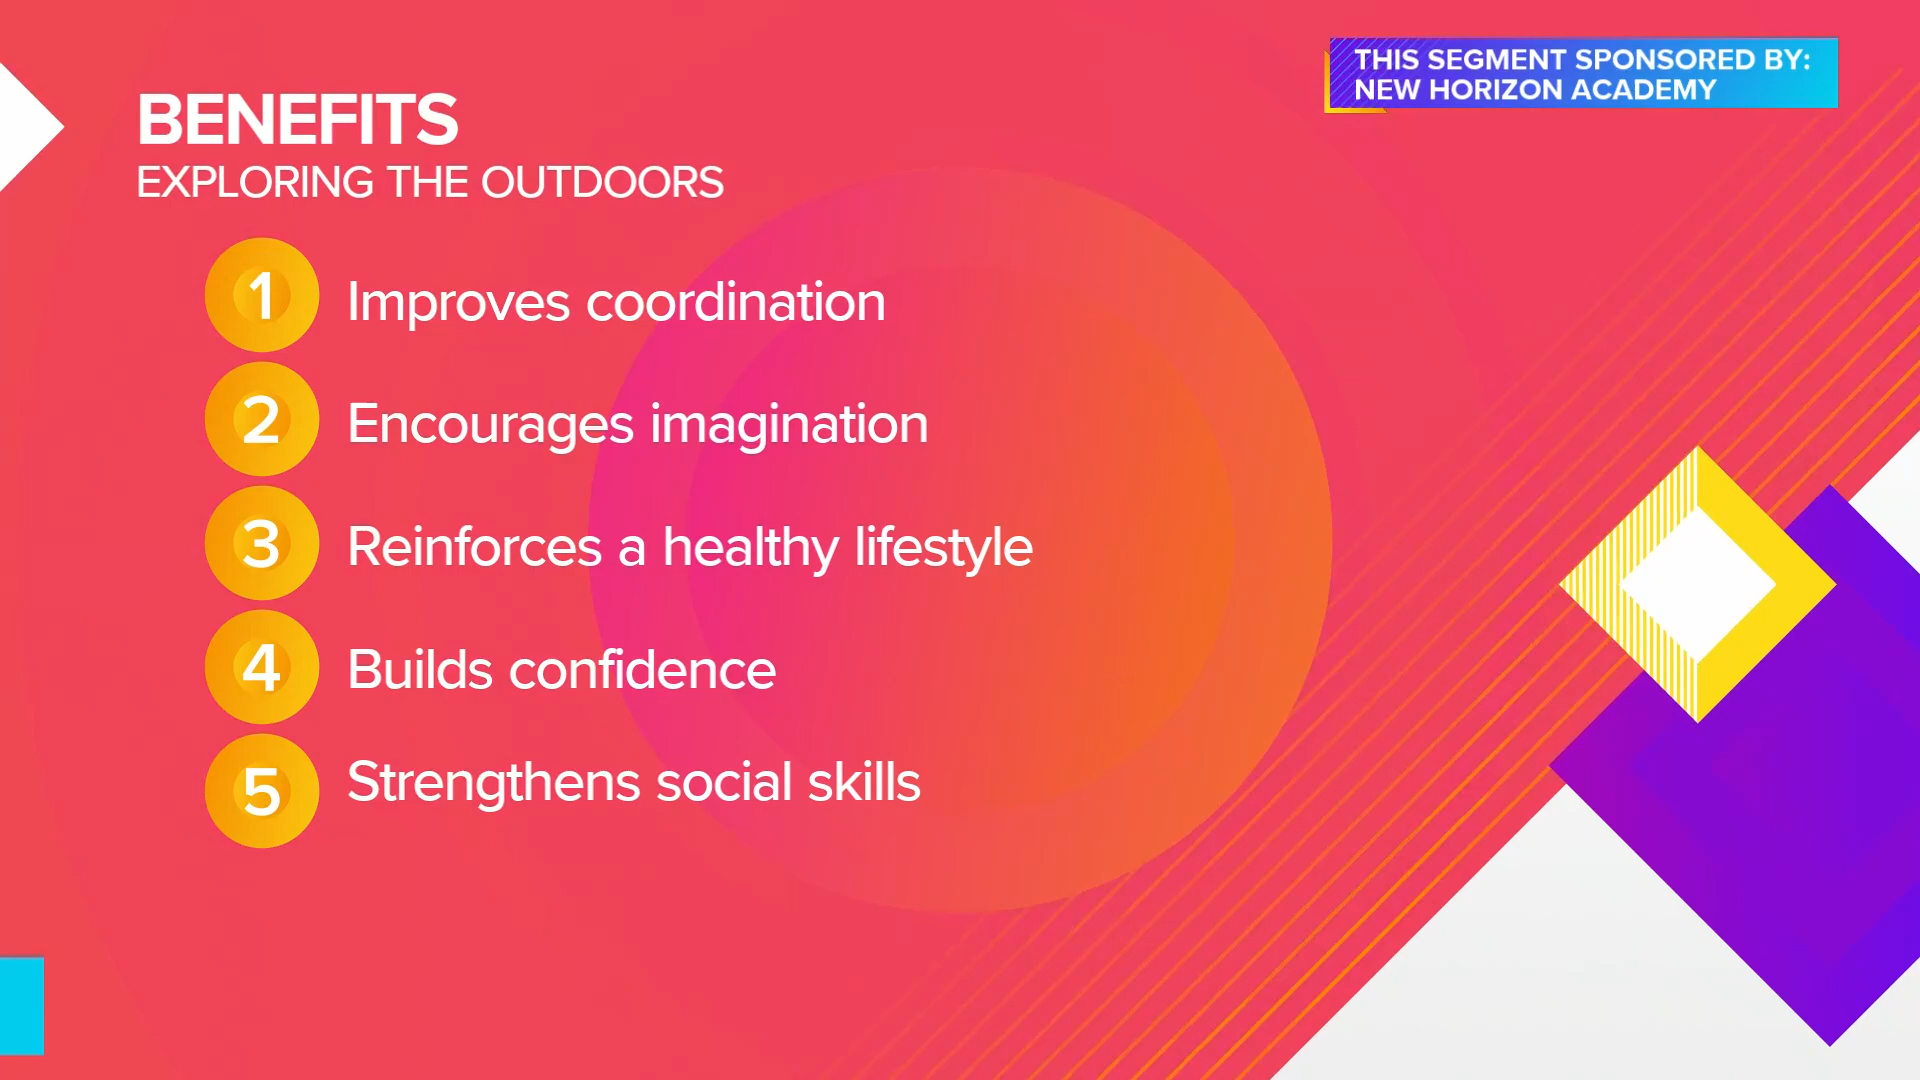 THIS SEGMENT SPONSORED BY:
NEW HORIZON ACADEMY
BENEFITS
EXPLORING THE OUTDOORS
1 Improves coordination
2 Encourages imagination
3 Reinforces a healthy lifestyle
4 Builds confidence
5 Strengthens social skills